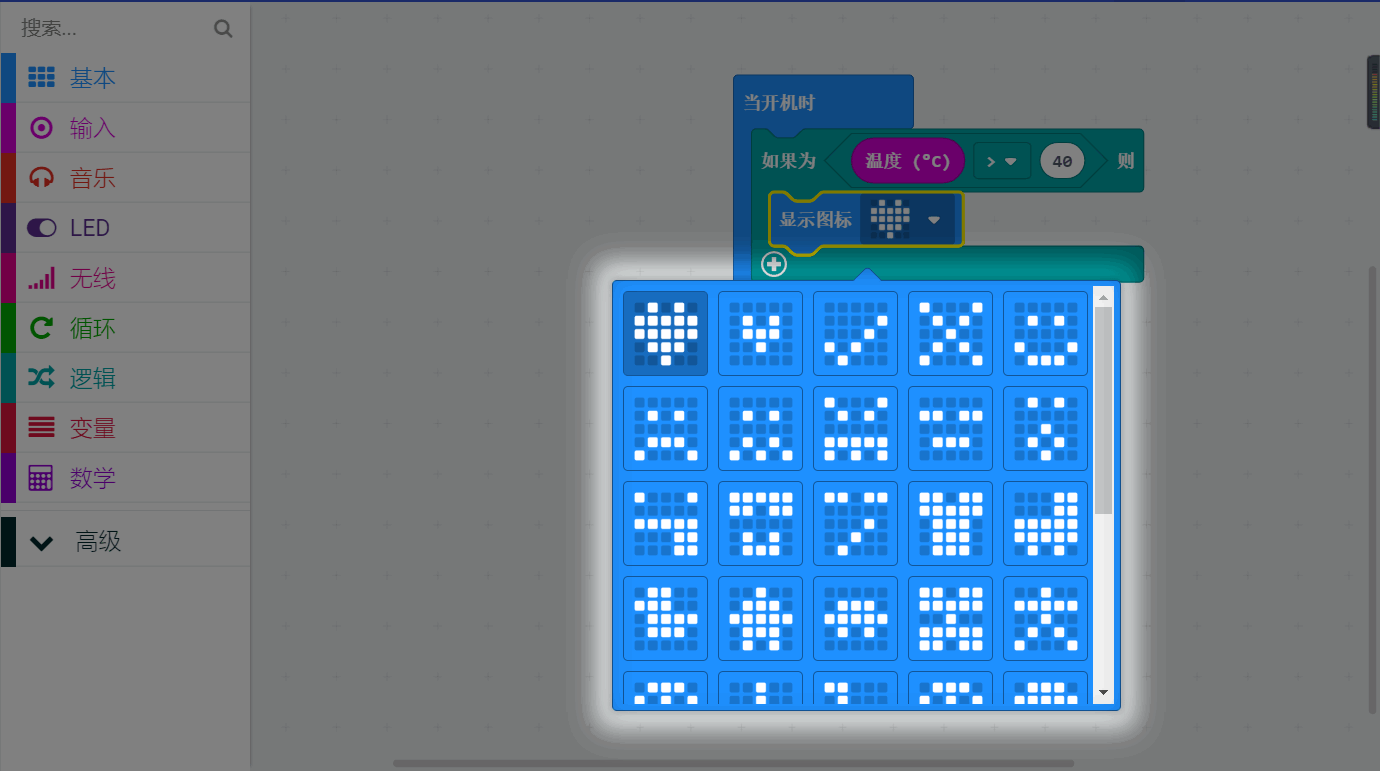 搜索...
基本
输入
音乐
LED
无线
循环
逻辑
变量
数学
高级
当开机时
如果为 温度 (°C) > 40 则
显示图标